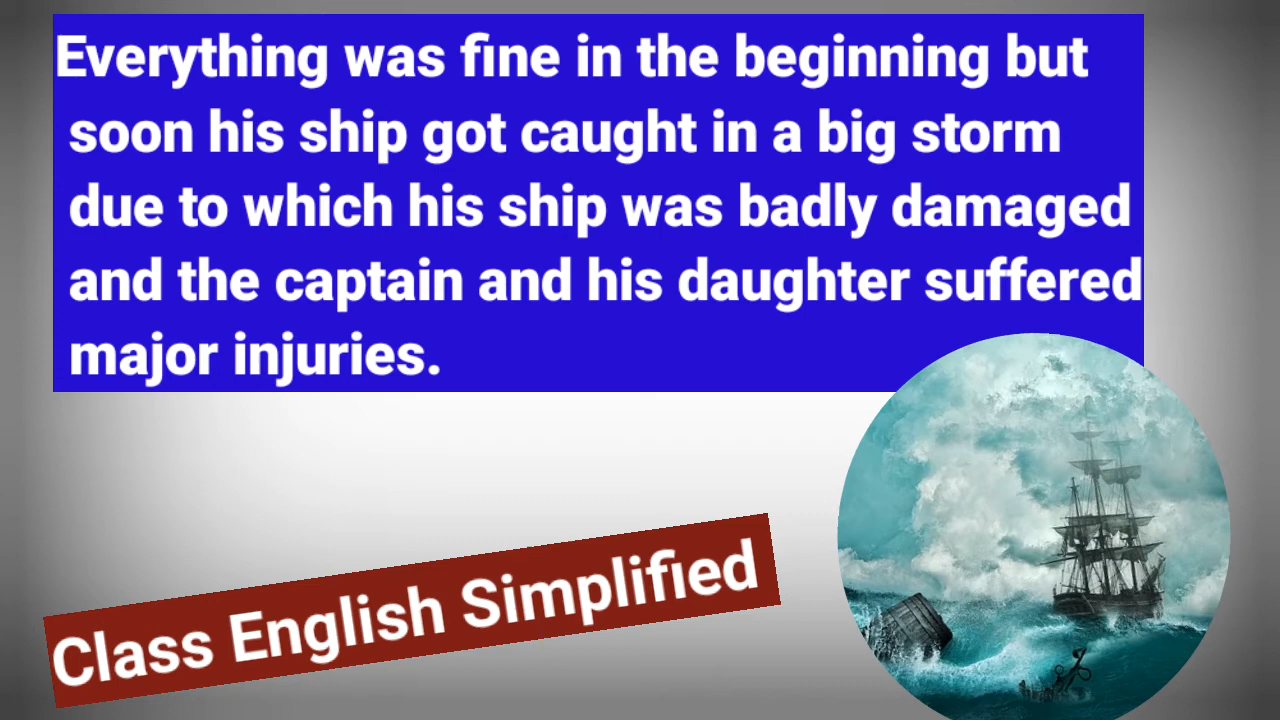 Everything was fine in the beginning but
soon his ship got caught in a big storm
due to which his ship was badly damaged
and the captain and his daughter suffered
major injuries.
Class English Simplified